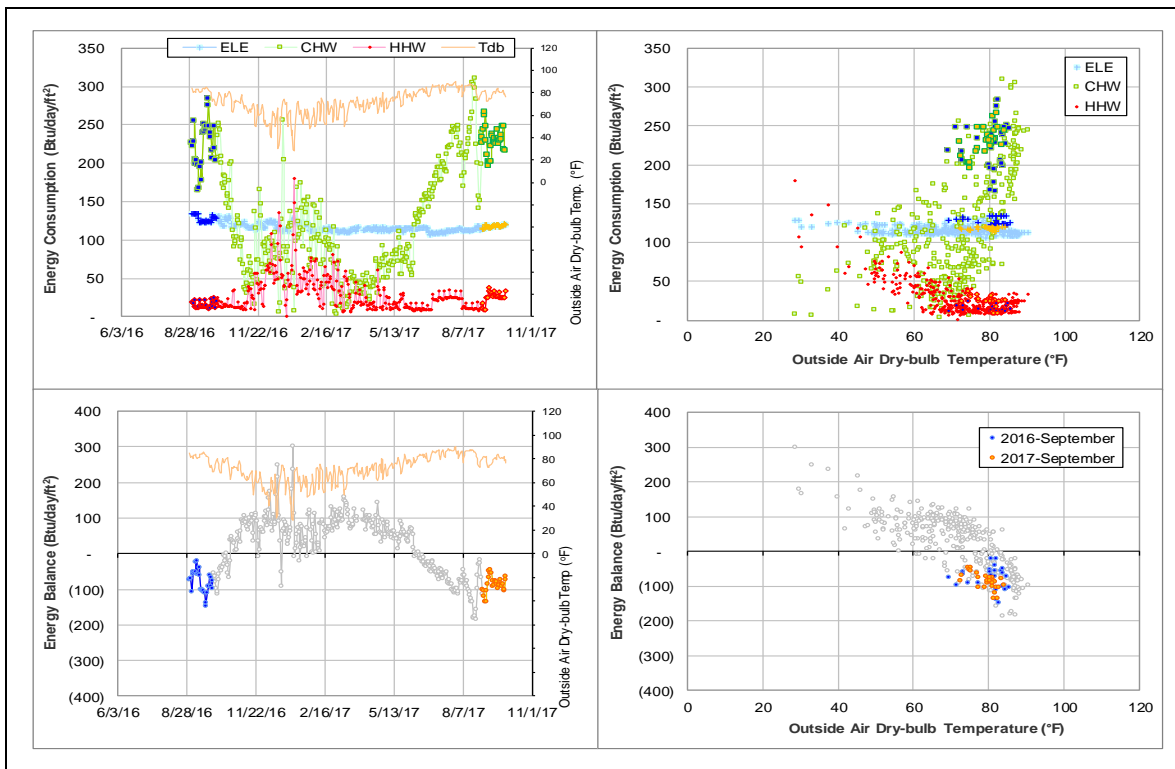 ELE CHW HHW Tdb
Energy Consumption (Btu/day/ft²)
350
300
250
200
150
100
50
-
120
100
80
60
40
20
0
Outside Air Dry-bulb Temp. (°F)
6/3/16 8/28/16 11/22/16 2/16/17 5/13/17 8/7/17 11/1/17
ELE
CHW
HHW
Energy Consumption (Btu/day/ft²)
350
300
250
200
150
100
50
-
0 20 40 60 80 100 120
Outside Air Dry-bulb Temperature (°F)
Energy Balance (Btu/day/ft²)
400
300
200
100
-
(100)
(200)
(300)
(400)
120
100
80
60
40
20
0
Outside Air Dry-bulb Temp (°F)
6/3/16 8/28/16 11/22/16 2/16/17 5/13/17 8/7/17 11/1/17
2016-September
2017-September
Energy Balance (Btu/day/ft²)
400
300
200
100
-
(100)
(200)
(300)
(400)
0 20 40 60 80 100 120
Outside Air Dry-bulb Temperature (°F)